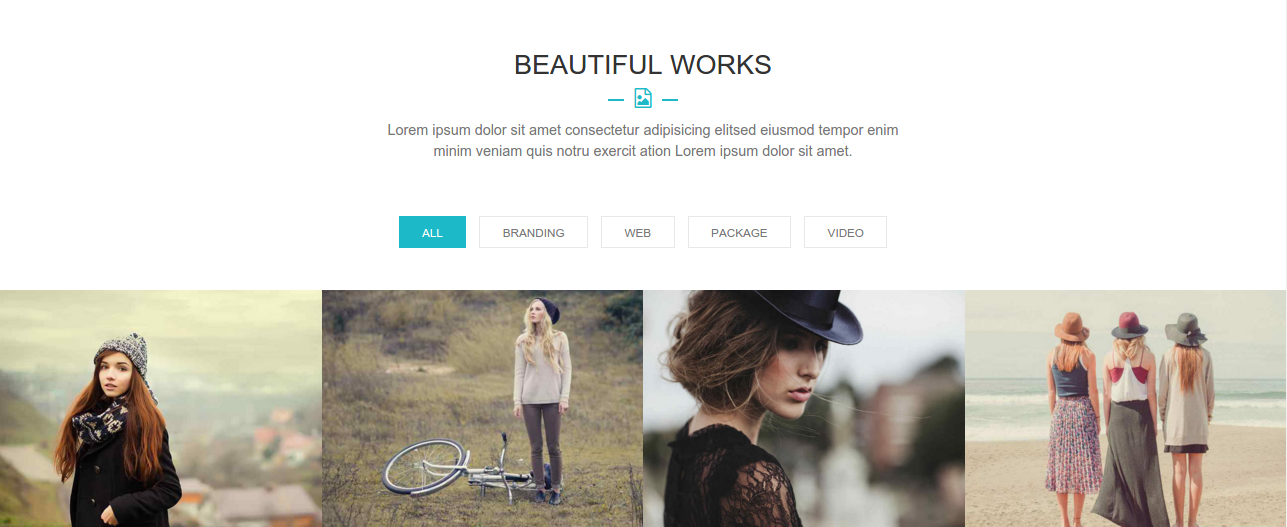 BEAUTIFUL WORKS
Lorem ipsum dolor sit amet consectetur adipisicing elitsed eiusmod tempor enim
minim veniam quis notru exercit ation Lorem ipsum dolor sit amet.
ALL BRANDING WEB PACKAGE VIDEO